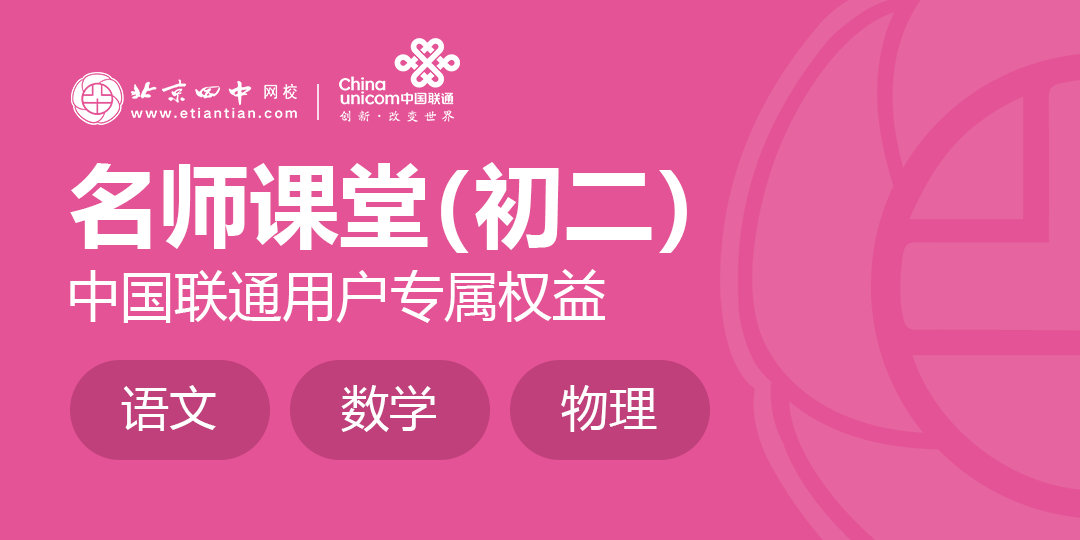 北京四中网校
www.etiantian.com
China
unicom中国联通
创新·改变世界
名师课堂(初二)
中国联通用户专属权益
语文 数学 物理